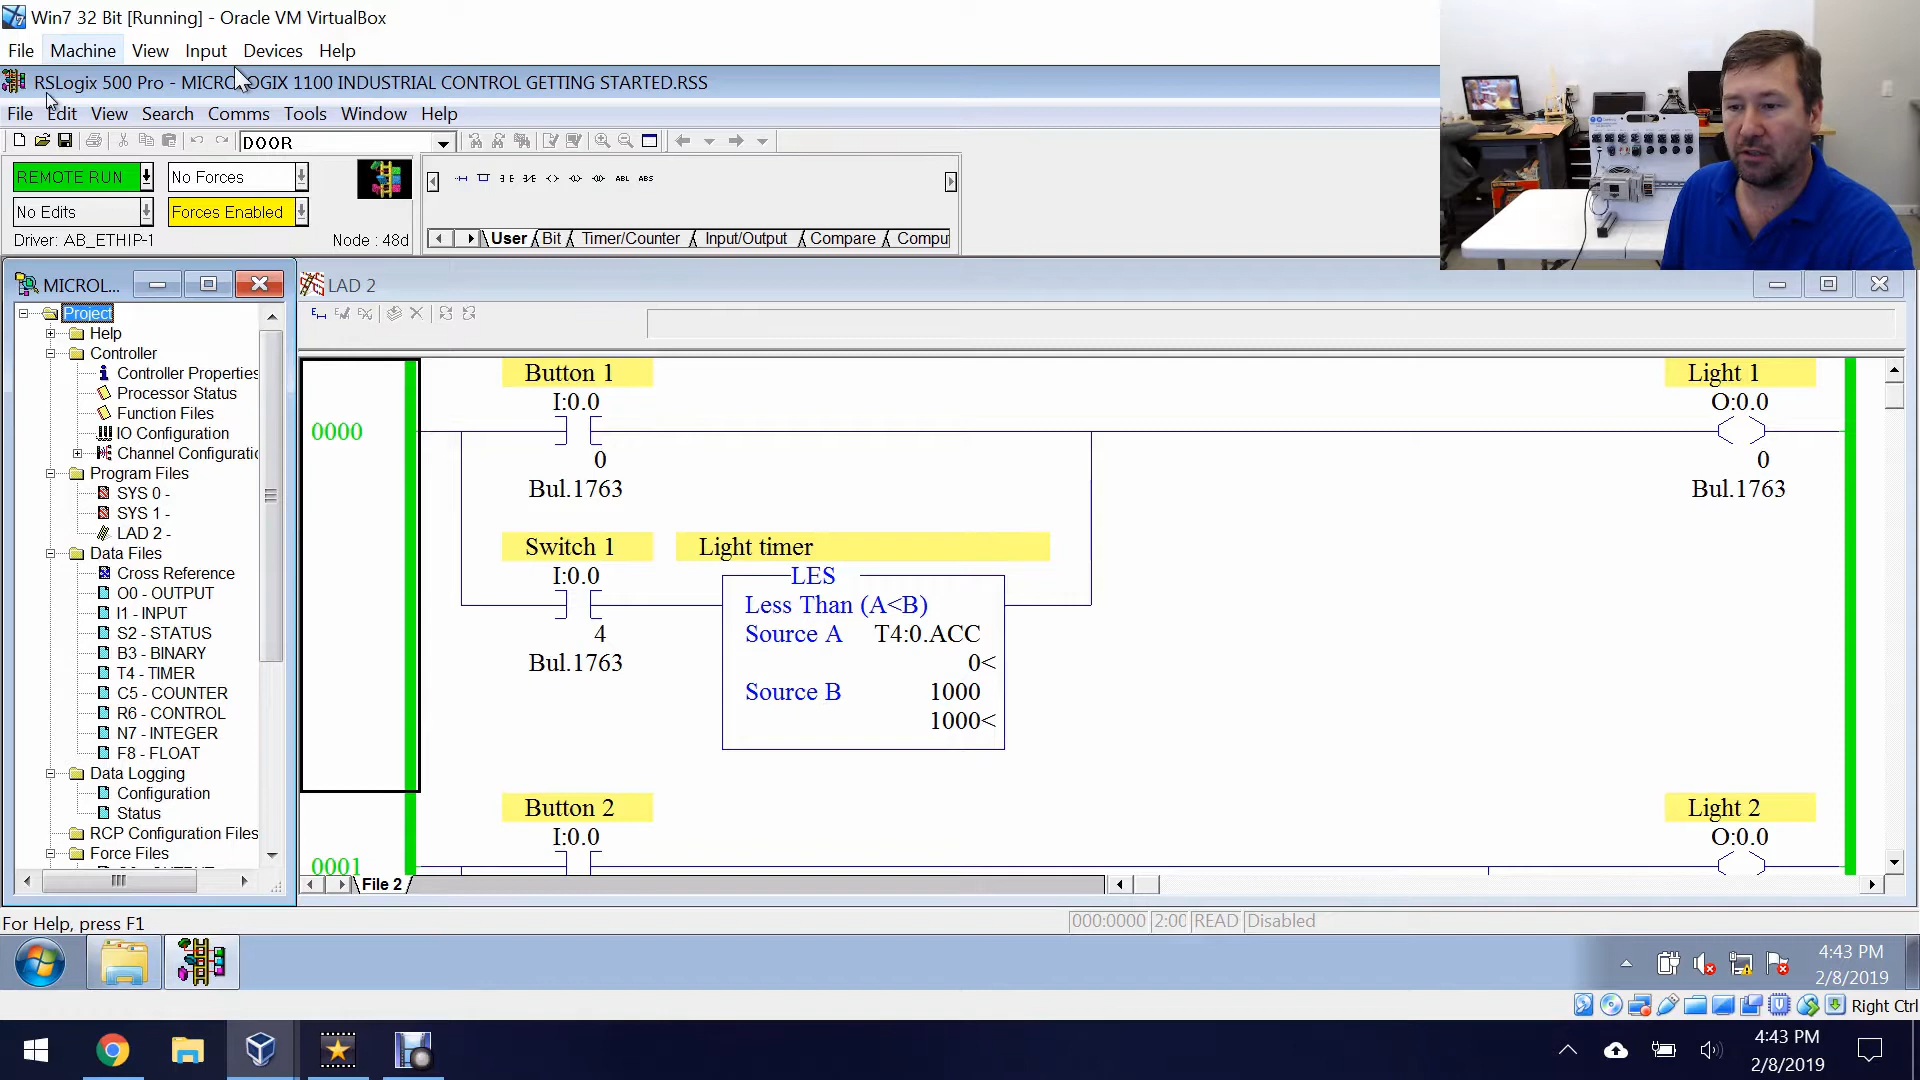 Win7 32 Bit [Running] - Oracle VM VirtualBox
File Machine View Input Devices Help
RSLogix 500 Pro - MICROLOGIX 1100 INDUSTRIAL CONTROL GETTING STARTED.RSS
File Edit View Search Comms Tools Window Help
DOOR
REMOTE RUN No Forces
No Edits Forces Enabled
Driver: AB_ETHIP-1 Node : 48d
ABL ABS
User Bit Timer/Counter Input/Output Compare Compu
MICROL...
LAD 2
Project
Help
Controller
Controller Properties
Processor Status
Function Files
IO Configuration
Channel Configuratio
Program Files
SYS 0 -
SYS 1 -
LAD 2 -
Data Files
Cross Reference
O0 - OUTPUT
I1 - INPUT
S2 - STATUS
B3 - BINARY
T4 - TIMER
C5 - COUNTER
R6 - CONTROL
N7 - INTEGER
F8 - FLOAT
Data Logging
Configuration
Status
RCP Configuration Files
Force Files
Button 1 Light 1
I:0.0 O:0.0
0000
0 0
Bul.1763 Bul.1763
Switch 1 Light timer
I:0.0 LES
Less Than (A<B)
4 Source A T4:0.ACC
Bul.1763 0<
Source B 1000
1000<
Button 2 Light 2
I:0.0 O:0.0
0001
File 2
For Help, press F1 000:0000 2:00 READ Disabled
4:43 PM
2/8/2019
Right Ctrl
4:43 PM
2/8/2019